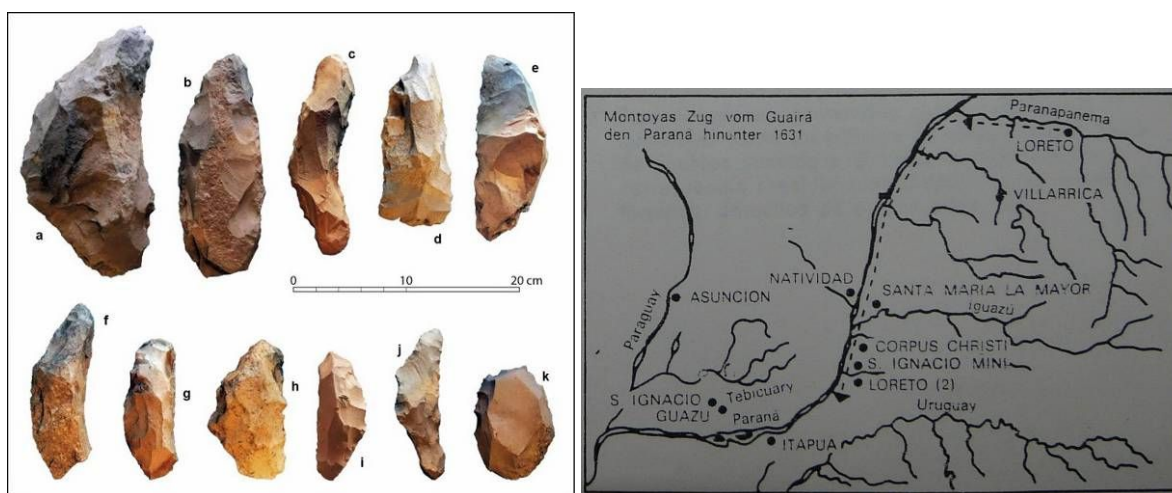 a
b
c
d
e
0 10 20 cm
f
g
h
i
j
k
Montoyas Zug vom Guairá
den Paraná hinunter 1631
Paranapanema
LORETO
VILLARRICA
NATIVIDAD
ASUNCION
SANTA MARIA LA MAYOR
Iguazú
Paraguay
CORPUS CHRISTI
S. IGNACIO MINI
LORETO (2)
S. IGNACIO
GUAZU
Tebicuary
Paraná
Uruguay
ITAPUA